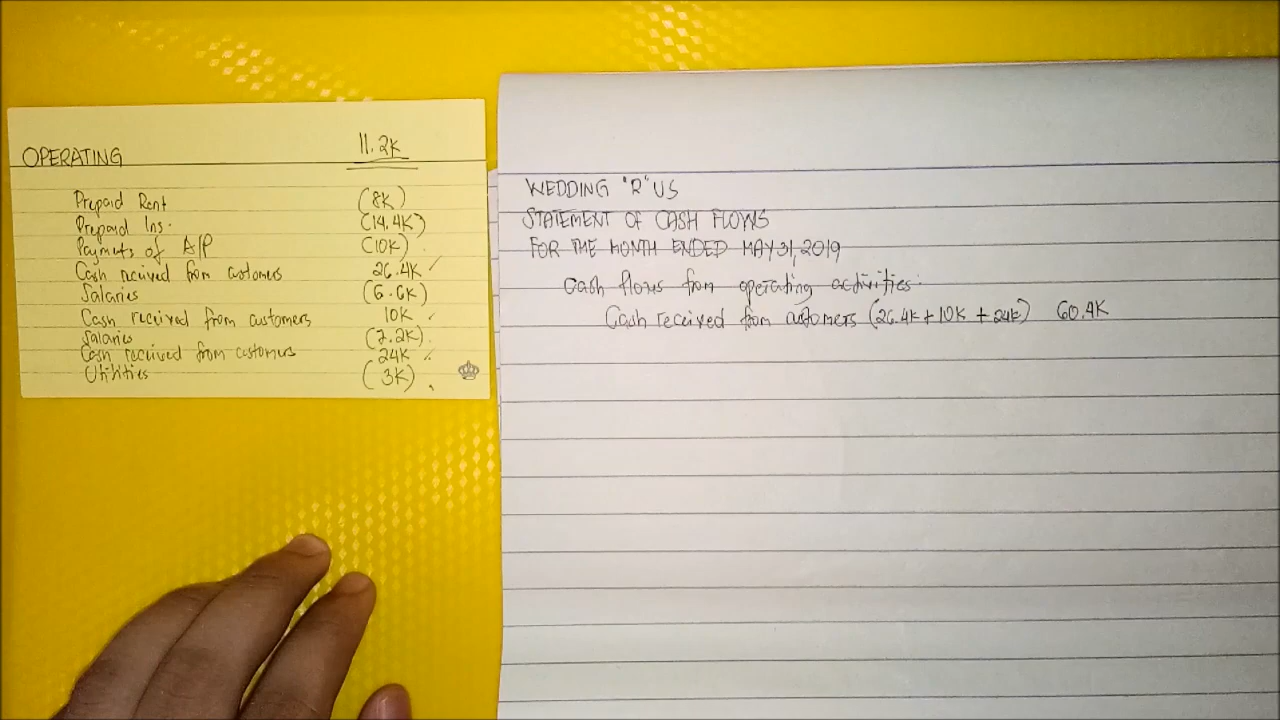 OPERATING 11.2K
Prepaid Rent (8K)
Prepaid Ins. (14.4K)
Payments of A/P (10K)
Cash received from customers 26.4K ✓
Salaries (6.6K)
Cash received from customers 10K ✓
Salaries (7.2K)
Cash received from customers 24K ✓
Utilities (3K)
WEDDING "R" US
STATEMENT OF CASH FLOWS
FOR THE MONTH ENDED MAY 31, 2019
Cash flows from operating activities:
Cash received from customers (26.4K + 10K + 24K) 60.4K